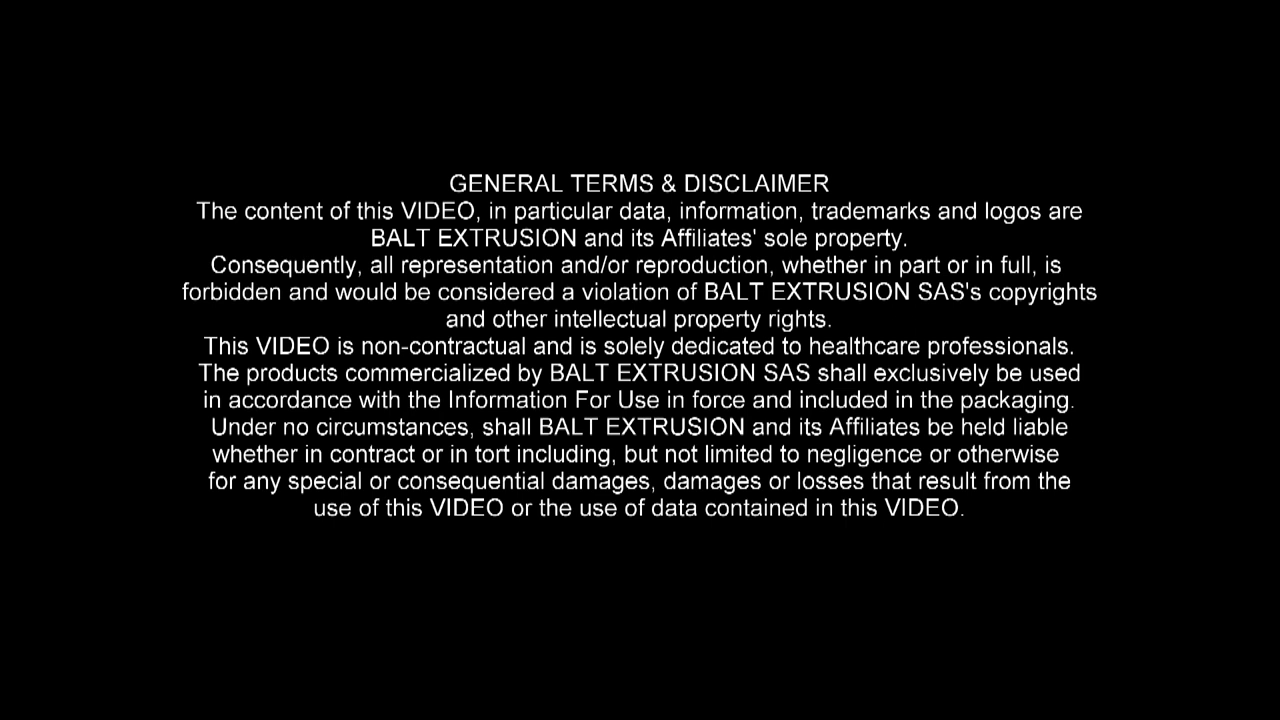 GENERAL TERMS & DISCLAIMER
The content of this VIDEO, in particular data, information, trademarks and logos are
BALT EXTRUSION and its Affiliates' sole property.
Consequently, all representation and/or reproduction, whether in part or in full, is
forbidden and would be considered a violation of BALT EXTRUSION SAS's copyrights
and other intellectual property rights.
This VIDEO is non-contractual and is solely dedicated to healthcare professionals.
The products commercialized by BALT EXTRUSION SAS shall exclusively be used
in accordance with the Information For Use in force and included in the packaging.
Under no circumstances, shall BALT EXTRUSION and its Affiliates be held liable
whether in contract or in tort including, but not limited to negligence or otherwise
for any special or consequential damages, damages or losses that result from the
use of this VIDEO or the use of data contained in this VIDEO.